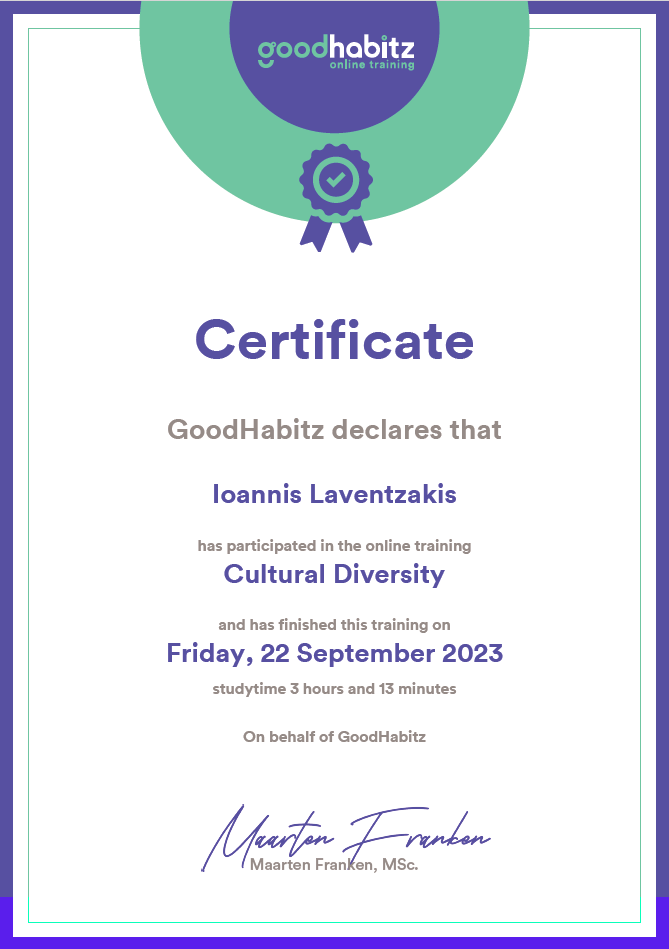 goodhabitz
online training
Certificate
GoodHabitz declares that
Ioannis Laventzakis
has participated in the online training
Cultural Diversity
and has finished this training on
Friday, 22 September 2023
studytime 3 hours and 13 minutes
On behalf of GoodHabitz
Maarten Franken
Maarten Franken, MSc.